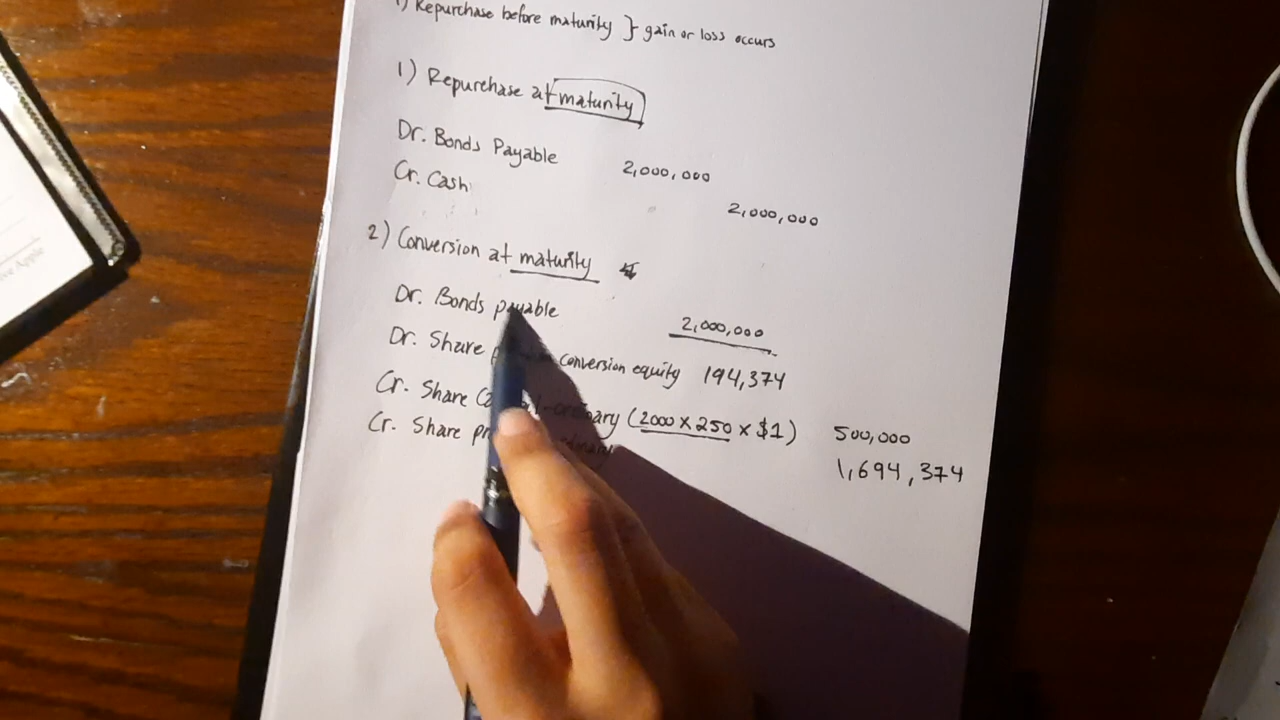 Repurchase before maturity } gain or loss occurs
1) Repurchase at maturity
Dr. Bonds Payable 2,000,000
Cr. Cash 2,000,000
2) Conversion at maturity
Dr. Bonds payable 2,000,000
Dr. Share conversion equity 194,374
Cr. Share (2000 x 250 x $1) 500,000
Cr. Share 1,694,374
Apple